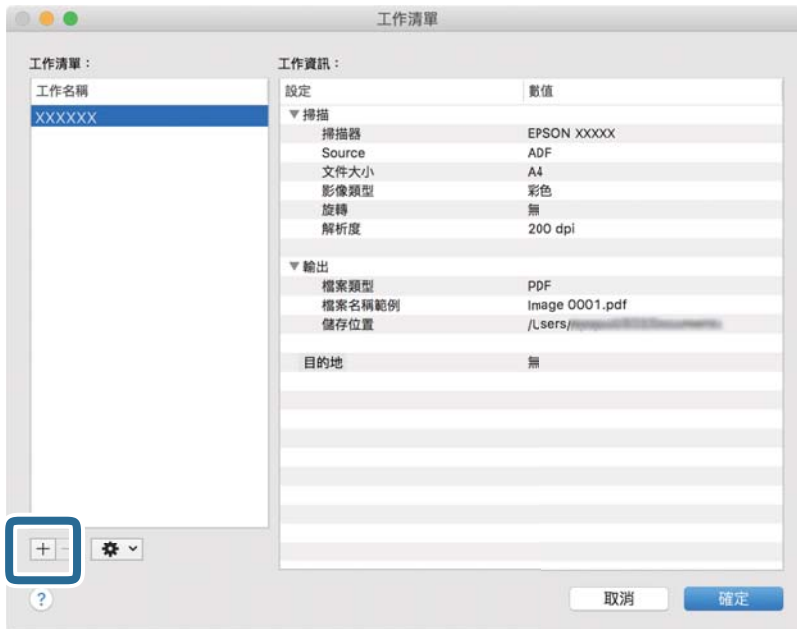 工作清單
工作清單：
工作資訊：
工作名稱
XXXXXX
設定 數值
▼掃描
掃描器 EPSON XXXXX
Source ADF
文件大小 A4
影像類型 彩色
旋轉 無
解析度 200 dpi
▼輸出
檔案類型 PDF
檔案名稱範例 Image 0001.pdf
儲存位置 /Lsers/
目的地 無
+ -
?
取消 確定